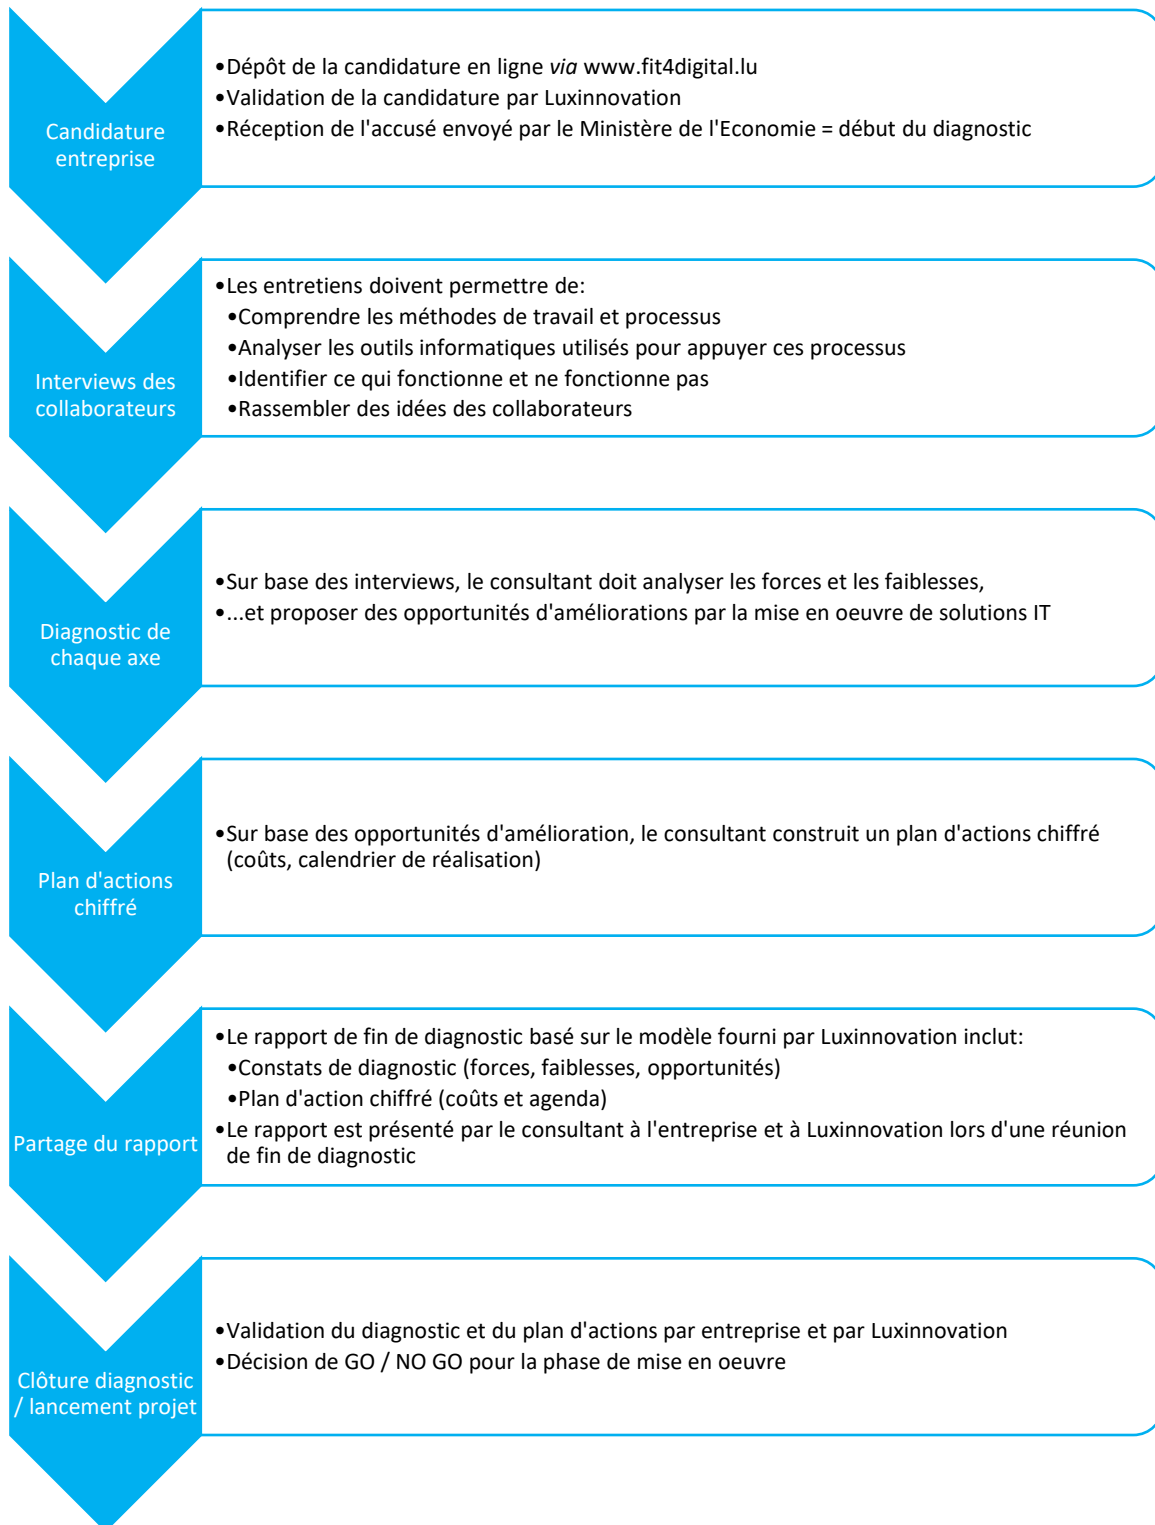 Candidature
entreprise
•Dépôt de la candidature en ligne via www.fit4digital.lu
•Validation de la candidature par Luxinnovation
•Réception de l'accusé envoyé par le Ministère de l'Economie = début du diagnostic
Interviews des
collaborateurs
•Les entretiens doivent permettre de:
•Comprendre les méthodes de travail et processus
•Analyser les outils informatiques utilisés pour appuyer ces processus
•Identifier ce qui fonctionne et ne fonctionne pas
•Rassembler des idées des collaborateurs
Diagnostic de
chaque axe
•Sur base des interviews, le consultant doit analyser les forces et les faiblesses,
•...et proposer des opportunités d'améliorations par la mise en oeuvre de solutions IT
Plan d'actions
chiffré
•Sur base des opportunités d'amélioration, le consultant construit un plan d'actions chiffré
(coûts, calendrier de réalisation)
Partage du rapport
•Le rapport de fin de diagnostic basé sur le modèle fourni par Luxinnovation inclut:
•Constats de diagnostic (forces, faiblesses, opportunités)
•Plan d'action chiffré (coûts et agenda)
•Le rapport est présenté par le consultant à l'entreprise et à Luxinnovation lors d'une réunion
de fin de diagnostic
Clôture diagnostic
/ lancement projet
•Validation du diagnostic et du plan d'actions par entreprise et par Luxinnovation
•Décision de GO / NO GO pour la phase de mise en oeuvre